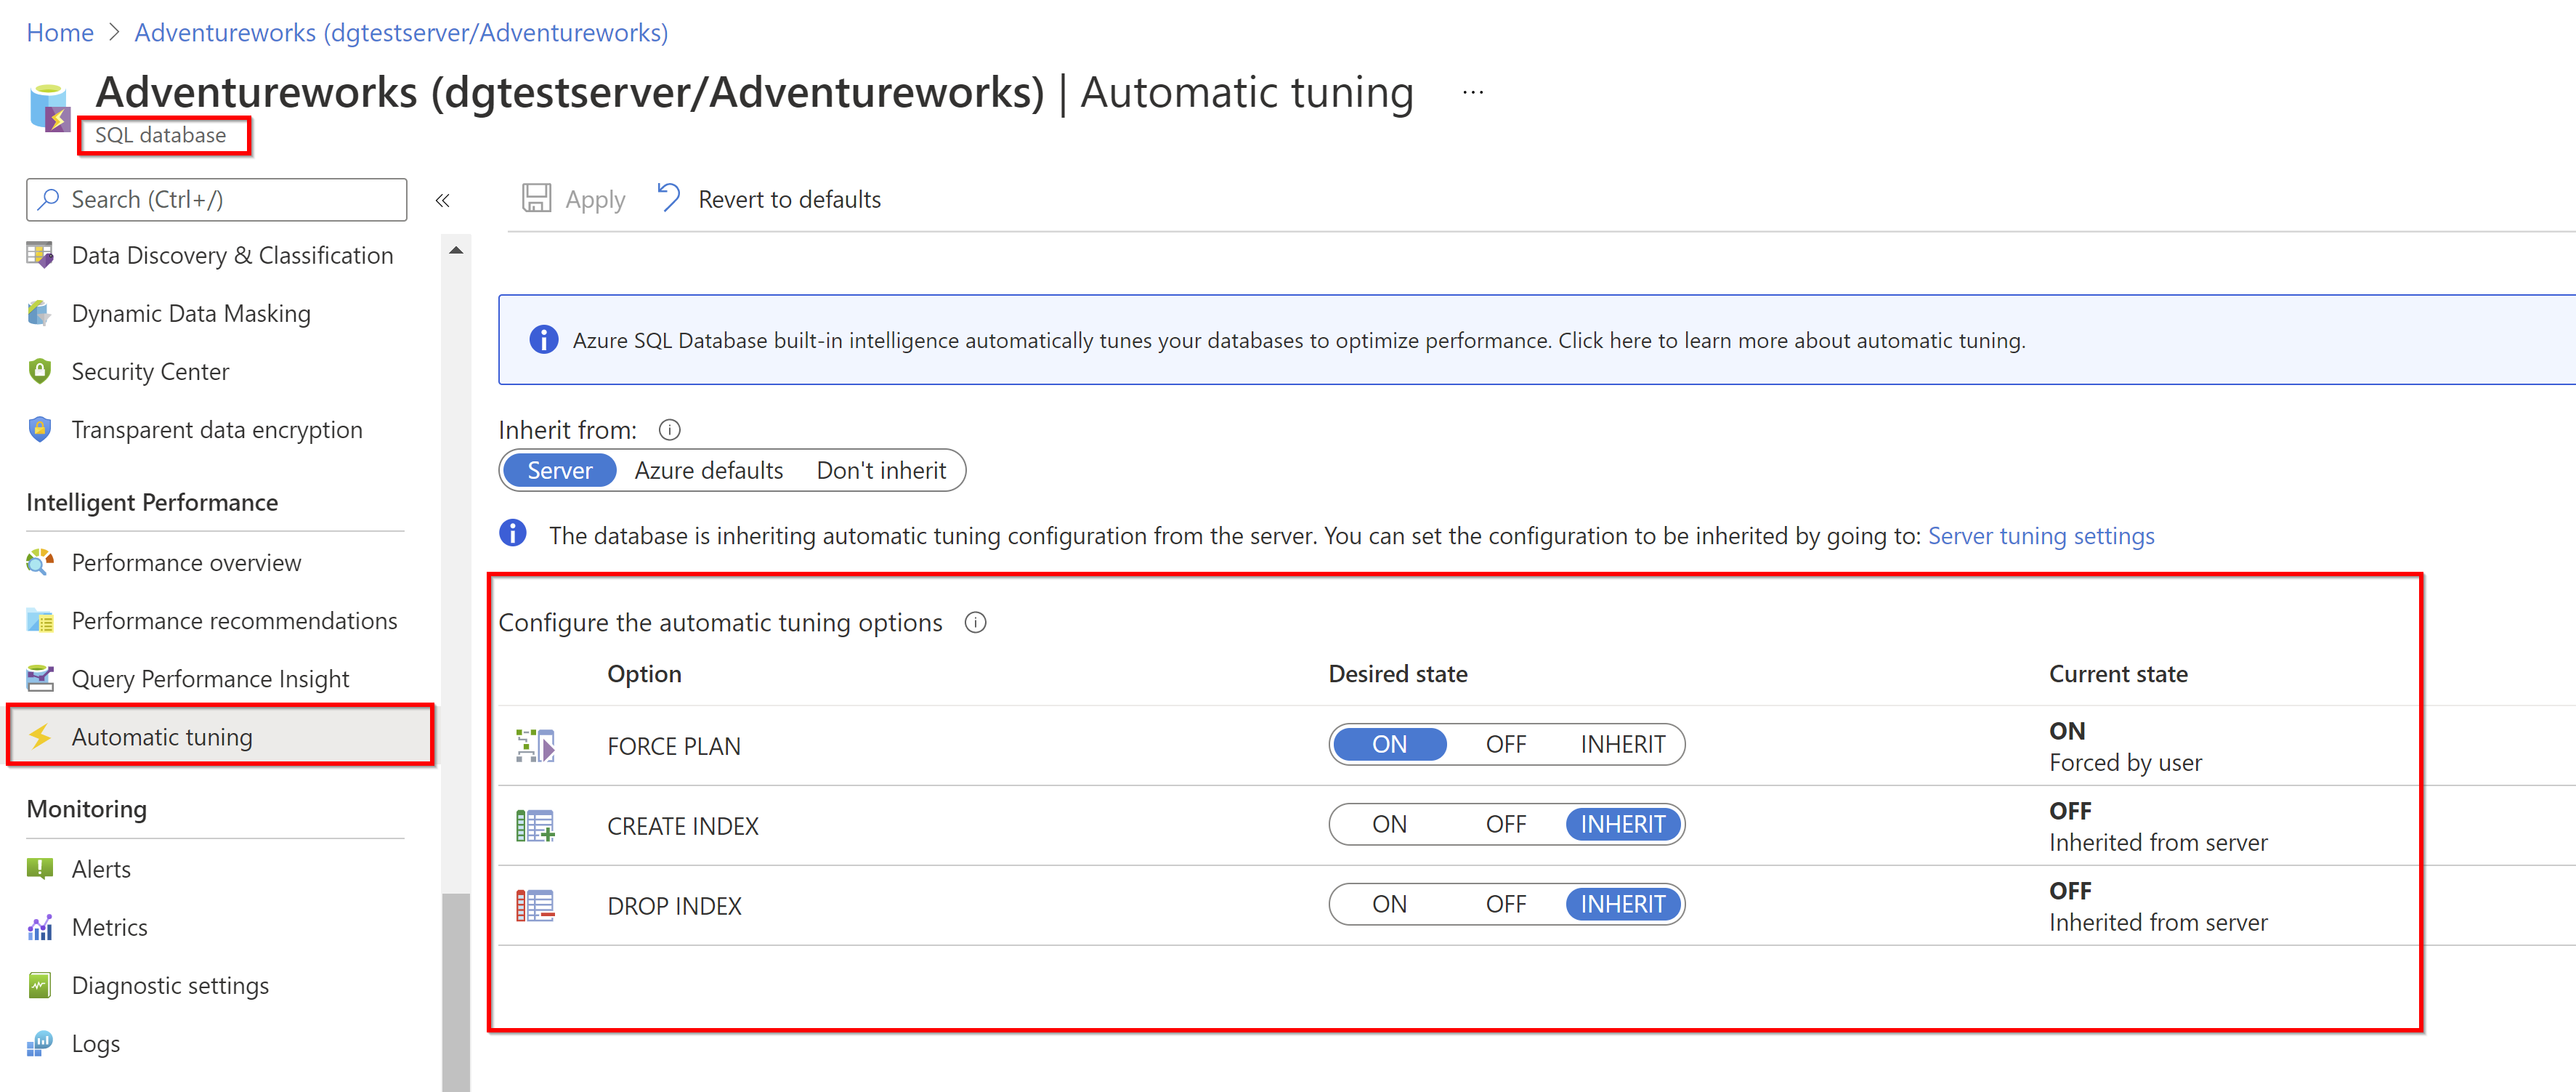 Home > Adventureworks (dgtestserver/Adventureworks)
Adventureworks (dgtestserver/Adventureworks) | Automatic tuning ...
SQL database
Search (Ctrl+/) «
Data Discovery & Classification
Dynamic Data Masking
Security Center
Transparent data encryption
Intelligent Performance
Performance overview
Performance recommendations
Query Performance Insight
Automatic tuning
Monitoring
Alerts
Metrics
Diagnostic settings
Logs
Apply Revert to defaults
Azure SQL Database built-in intelligence automatically tunes your databases to optimize performance. Click here to learn more about automatic tuning.
Inherit from:
Server Azure defaults Don't inherit
The database is inheriting automatic tuning configuration from the server. You can set the configuration to be inherited by going to: Server tuning settings
Configure the automatic tuning options
Option Desired state Current state
FORCE PLAN ON OFF INHERIT ON
Forced by user
CREATE INDEX ON OFF INHERIT OFF
Inherited from server
DROP INDEX ON OFF INHERIT OFF
Inherited from server